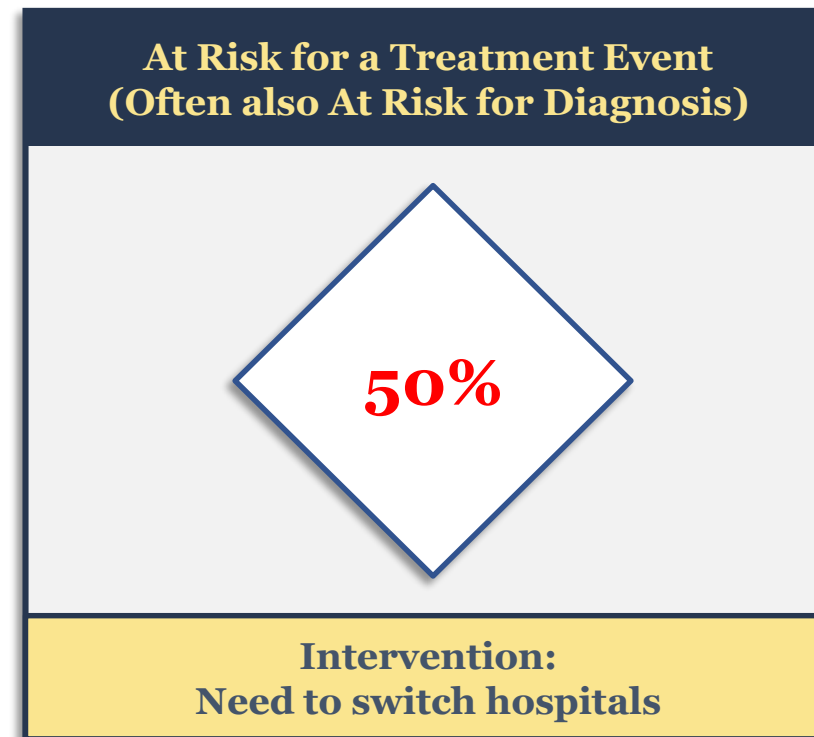 At Risk for a Treatment Event
(Often also At Risk for Diagnosis)
50%
Intervention:
Need to switch hospitals